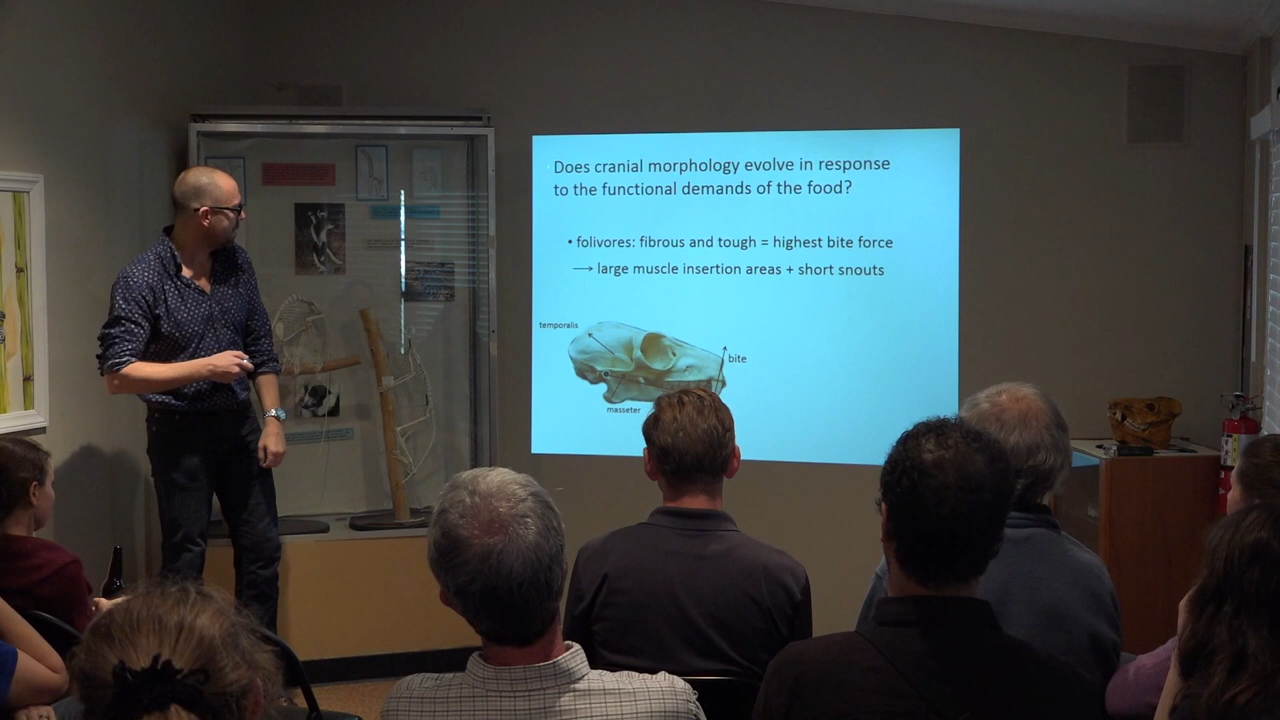 Does cranial morphology evolve in response
to the functional demands of the food?
• folivores: fibrous and tough = highest bite force
→ large muscle insertion areas + short snouts
temporalis
bite
masseter